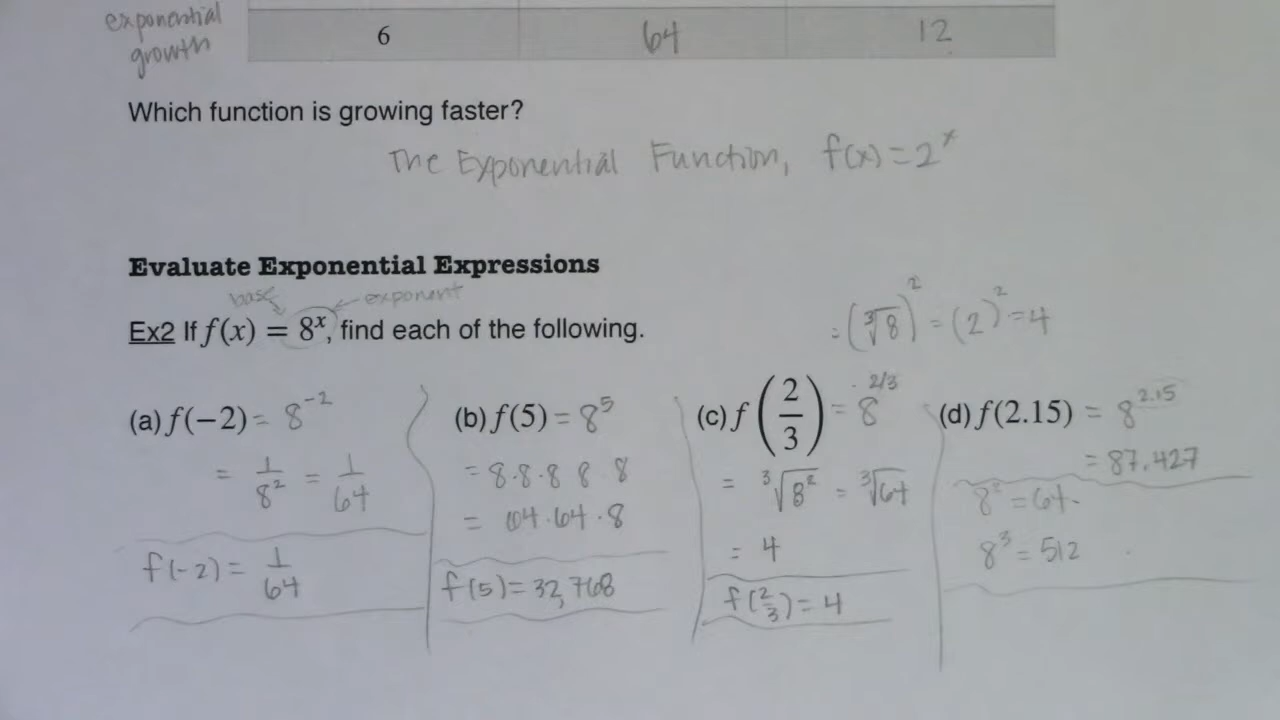 exponential
growth
6 64 12
Which function is growing faster?
The Exponential Function, f(x) = 2^x
Evaluate Exponential Expressions
base exponent
Ex2 If f(x) = 8^x, find each of the following.
= (∛8)^2 = (2)^2 = 4
(a) f(−2) = 8^-2
= 1/8^2 = 1/64
f(-2) = 1/64
(b) f(5) = 8^5
= 8·8·8 8 8
= 64·64·8
f(5) = 32,768
(c) f(2/3) = 8^2/3
= ∛8^2 = ∛64
= 4
f(2/3) = 4
(d) f(2.15) = 8^2.15
= 87.427
8^2 = 64
8^3 = 512